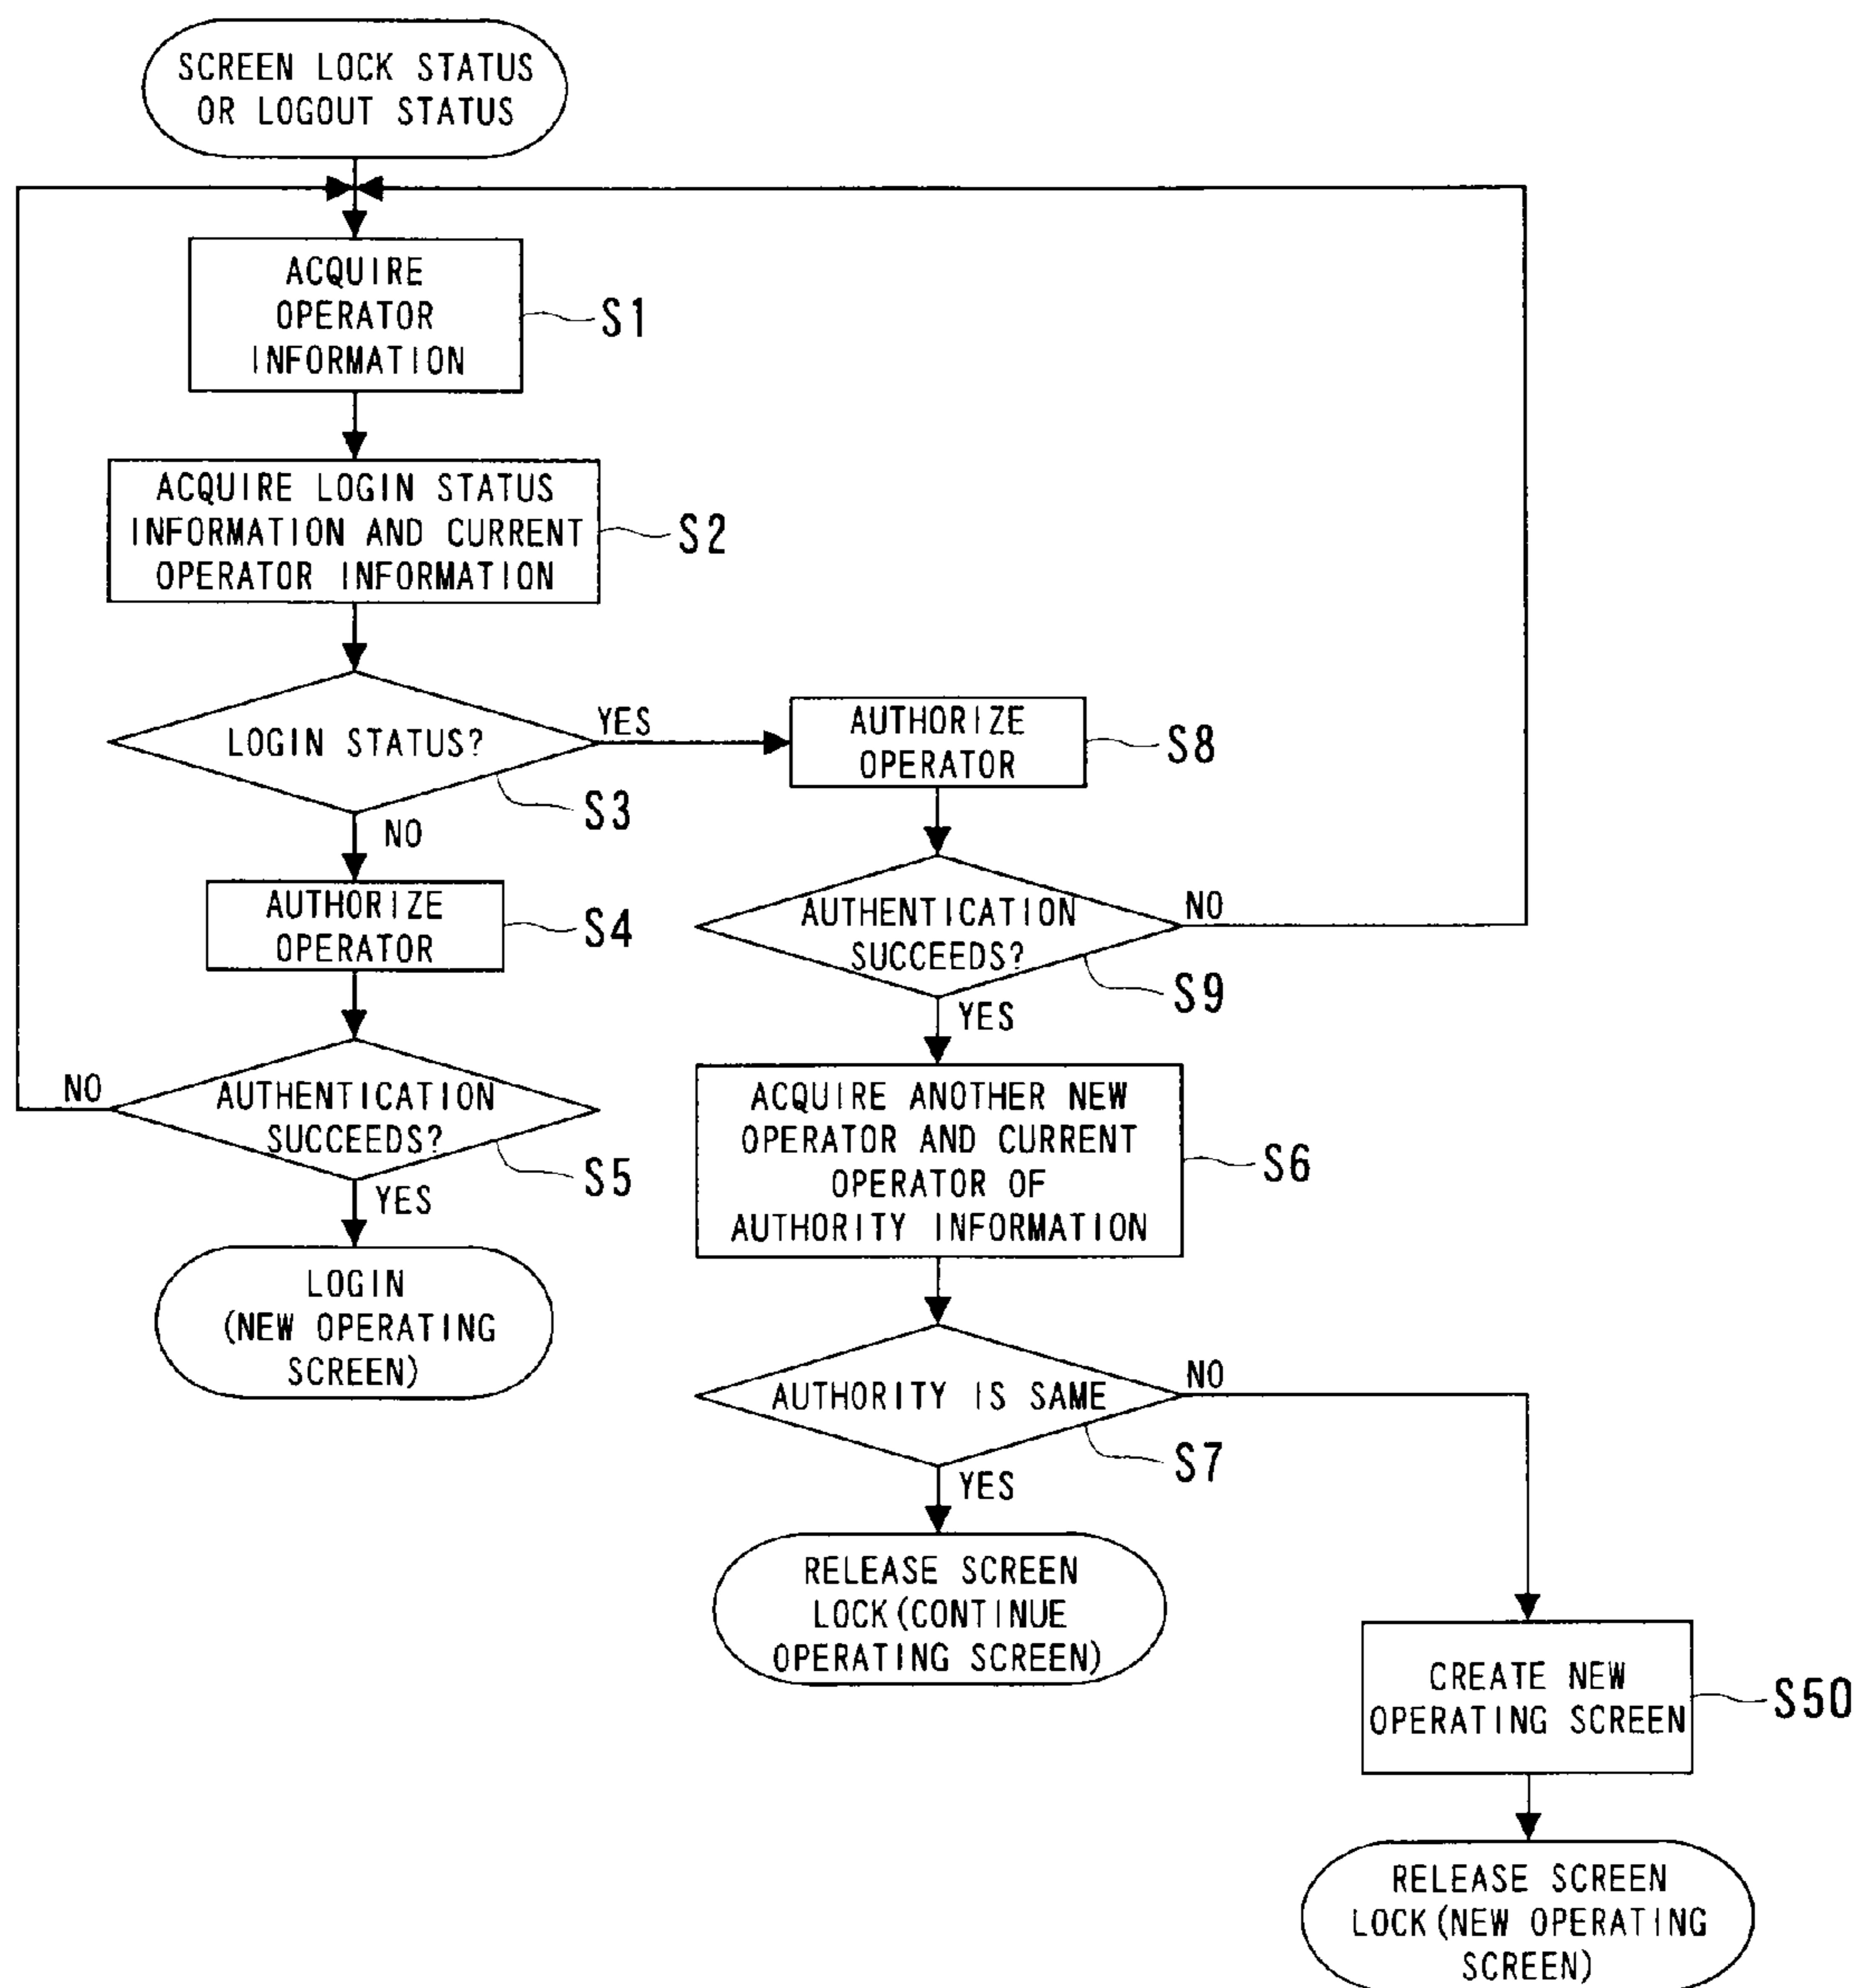 SCREEN LOCK STATUS
OR LOGOUT STATUS
ACQUIRE
OPERATOR
INFORMATION
S1
ACQUIRE LOGIN STATUS
INFORMATION AND CURRENT
OPERATOR INFORMATION
S2
LOGIN STATUS?
YES
S3
NO
AUTHORIZE
OPERATOR
S8
AUTHORIZE
OPERATOR
S4
AUTHENTICATION
SUCCEEDS?
NO
S9
YES
AUTHENTICATION
SUCCEEDS?
NO
S5
YES
LOGIN
(NEW OPERATING
SCREEN)
ACQUIRE ANOTHER NEW
OPERATOR AND CURRENT
OPERATOR OF
AUTHORITY INFORMATION
S6
AUTHORITY IS SAME
NO
S7
YES
RELEASE SCREEN
LOCK(CONTINUE
OPERATING SCREEN)
CREATE NEW
OPERATING SCREEN
S50
RELEASE SCREEN
LOCK(NEW OPERATING
SCREEN)